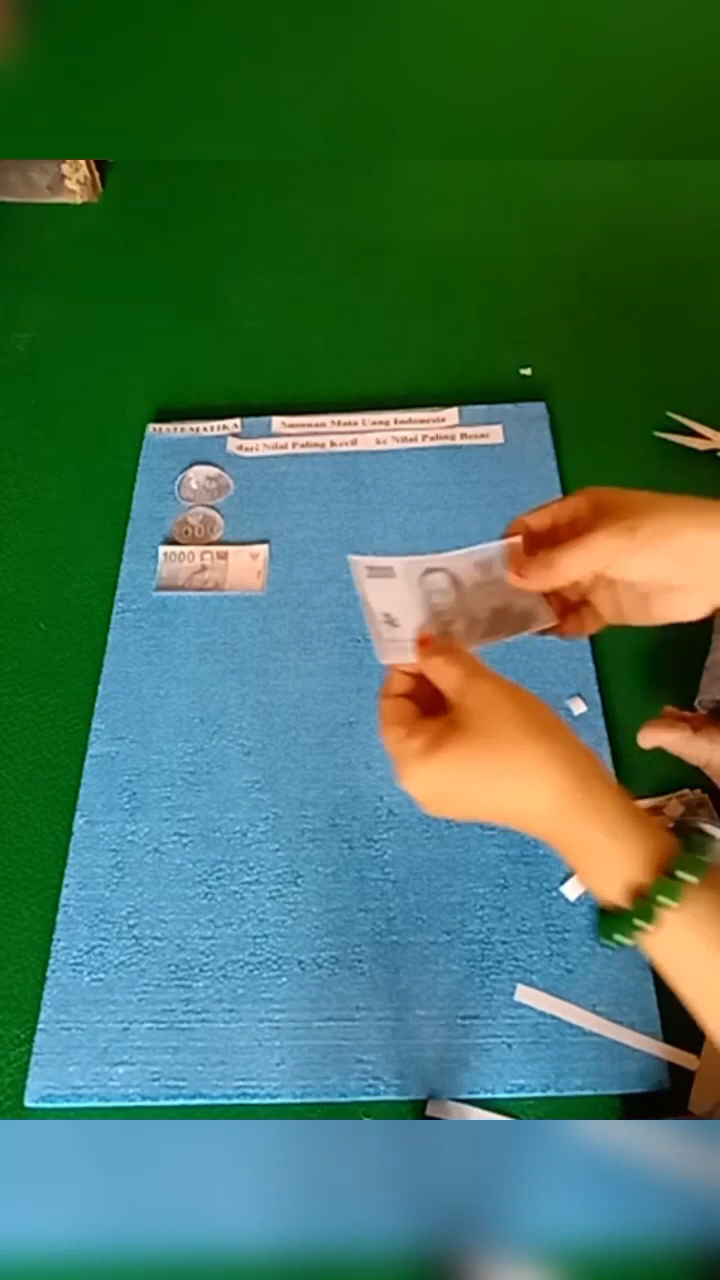 MATEMATIKA
Susunan Mata Uang Indonesia
dari Nilai Paling Kecil ke Nilai Paling Besar
1000